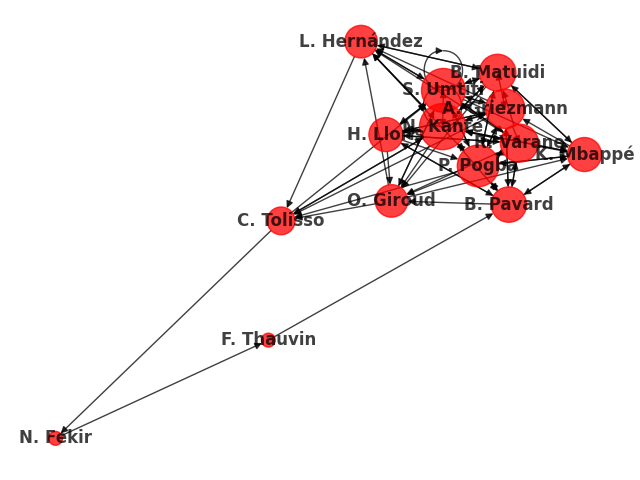 L. Hernández
B. Matuidi
S. Umtiti
A. Griezmann
N. Kanté
H. Lloris
R. Varane
K. Mbappé
P. Pogba
O. Giroud
B. Pavard
C. Tolisso
F. Thauvin
N. Fekir